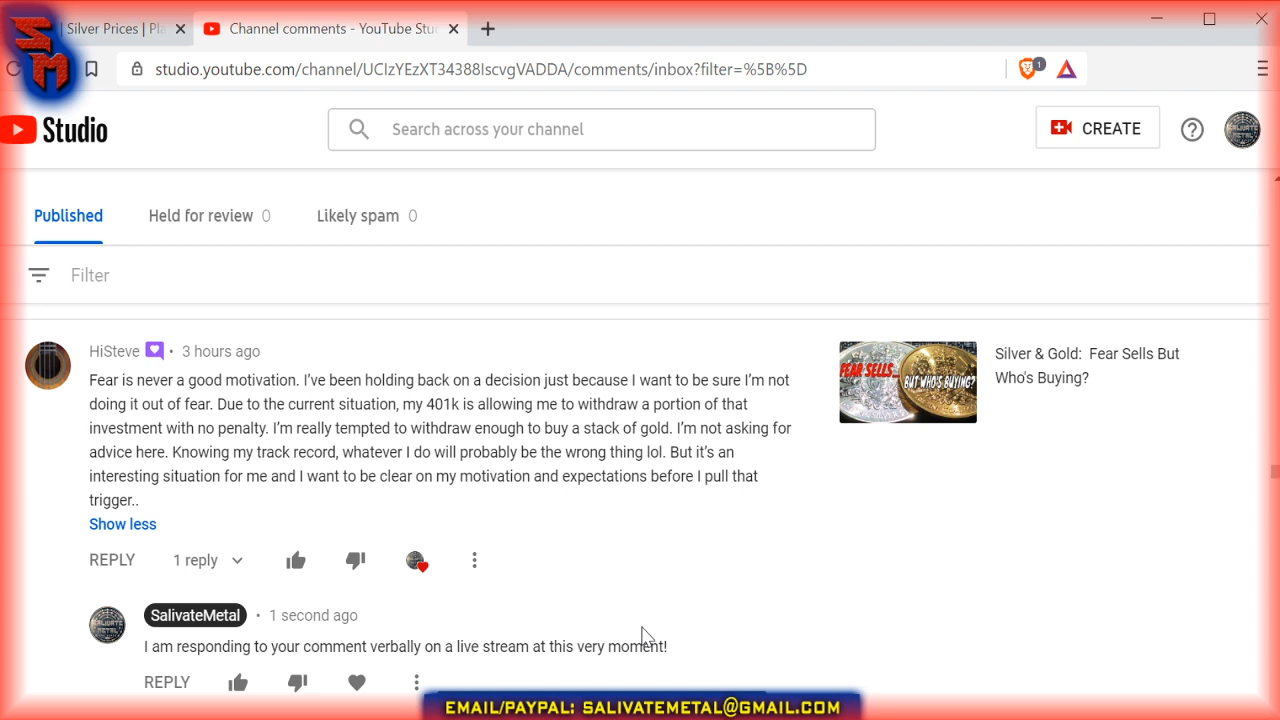 SM
| Silver Prices | Pla
Channel comments - YouTube Stu
studio.youtube.com/channel/UClzYEzXT34388IscvgVADDA/comments/inbox?filter=%5B%5D
1
Studio
Search across your channel
CREATE
Published
Held for review 0
Likely spam 0
Filter
HiSteve • 3 hours ago
Fear is never a good motivation. I’ve been holding back on a decision just because I want to be sure I’m not
doing it out of fear. Due to the current situation, my 401k is allowing me to withdraw a portion of that
investment with no penalty. I’m really tempted to withdraw enough to buy a stack of gold. I’m not asking for
advice here. Knowing my track record, whatever I do will probably be the wrong thing lol. But it’s an
interesting situation for me and I want to be clear on my motivation and expectations before I pull that
trigger..
Show less
REPLY
1 reply
FEAR SELLS...
BUT WHO'S BUYING?
Silver & Gold: Fear Sells But
Who's Buying?
SALIVATE
METAL
SalivateMetal • 1 second ago
I am responding to your comment verbally on a live stream at this very moment!
REPLY
EMAIL/PAYPAL: SALIVATEMETAL@GMAIL.COM